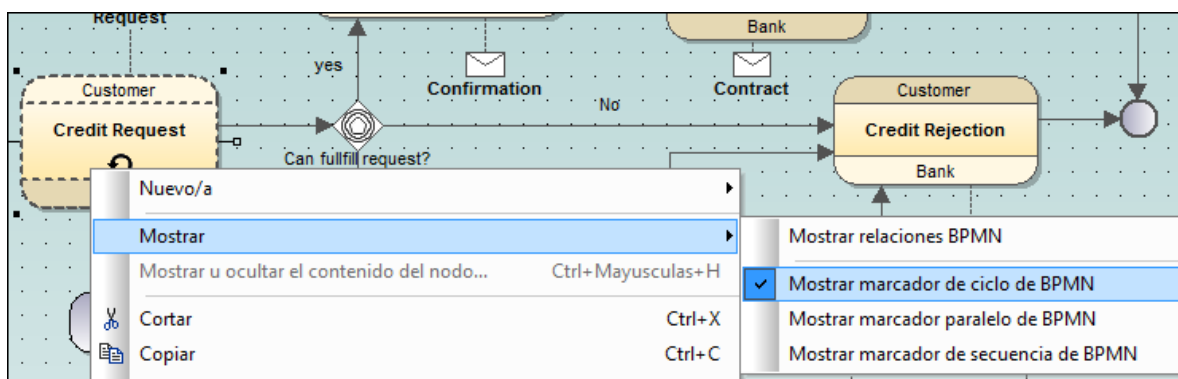 Request
Bank
yes
Customer
Confirmation
Contract
Customer
No
Credit Request
Credit Rejection
Can fullfill request?
Bank
Nuevo/a
Mostrar
Mostrar relaciones BPMN
Mostrar u ocultar el contenido del nodo... Ctrl+Mayusculas+H
Mostrar marcador de ciclo de BPMN
Cortar Ctrl+X
Mostrar marcador paralelo de BPMN
Copiar Ctrl+C
Mostrar marcador de secuencia de BPMN